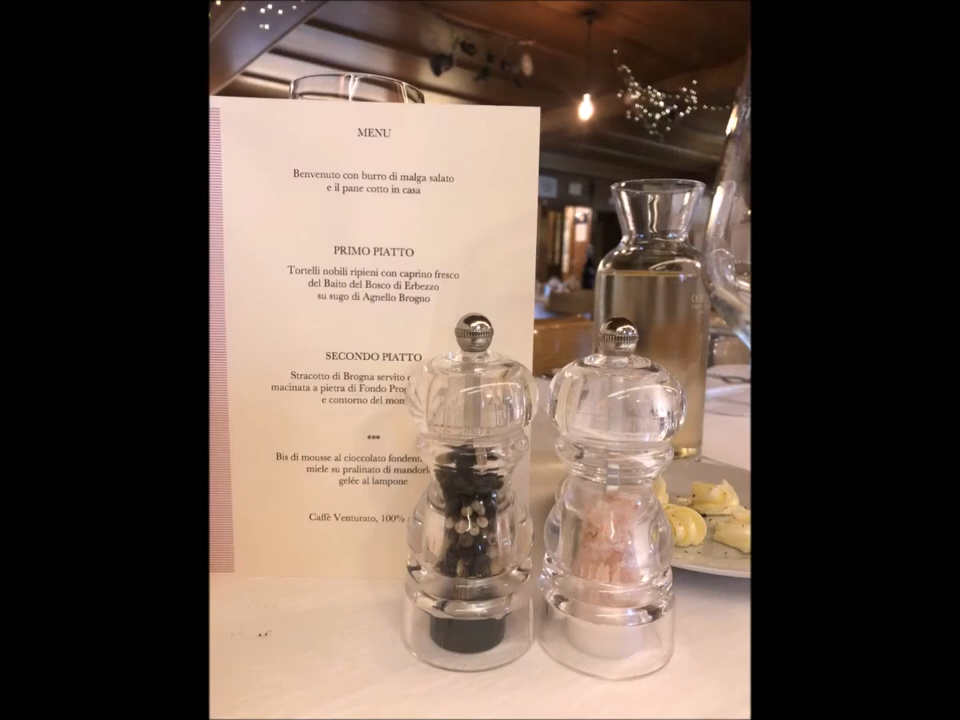 MENU
Benvenuto con burro di malga salato
e il pane cotto in casa
PRIMO PIATTO
Tortelli nobili ripieni con caprino fresco
del Baito del Bosco di Erbezzo
su sugo di Agnello Brogno
SECONDO PIATTO
Stracotto di Brogna servito
macinata a pietra di Fondo
e contorno del
***
Bis di mousse al cioccolato
miele su pralinato di
gelée al lampone
Caffè Venturato, 100%